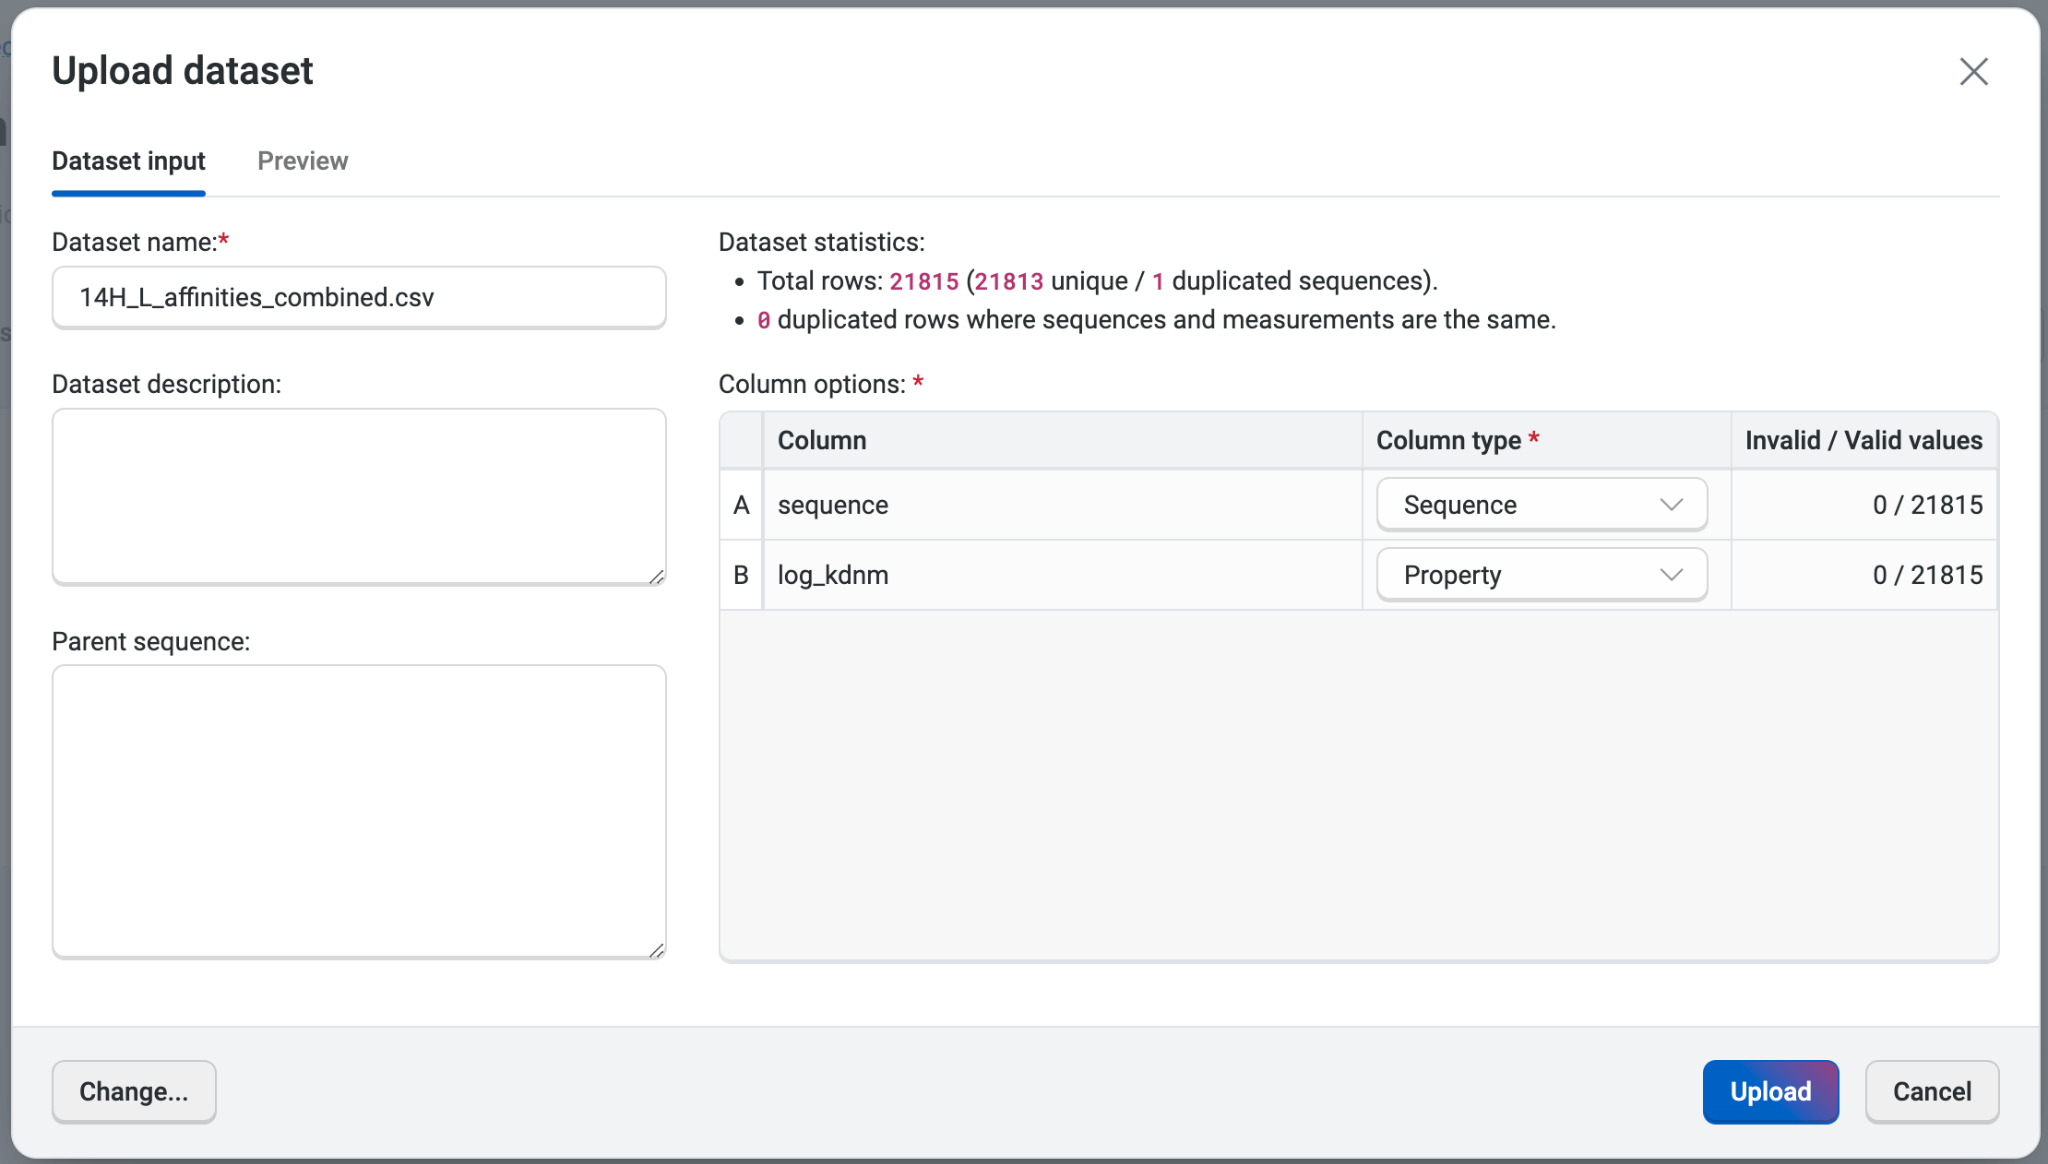 Upload dataset
Dataset input
Preview
Dataset name:*
14H_L_affinities_combined.csv
Dataset description:
Parent sequence:
Dataset statistics:
• Total rows: 21815 (21813 unique / 1 duplicated sequences).
• 0 duplicated rows where sequences and measurements are the same.
Column options: *
Column
Column type *
Invalid / Valid values
A
sequence
Sequence
0 / 21815
B
log_kdnm
Property
0 / 21815
Change...
Upload
Cancel